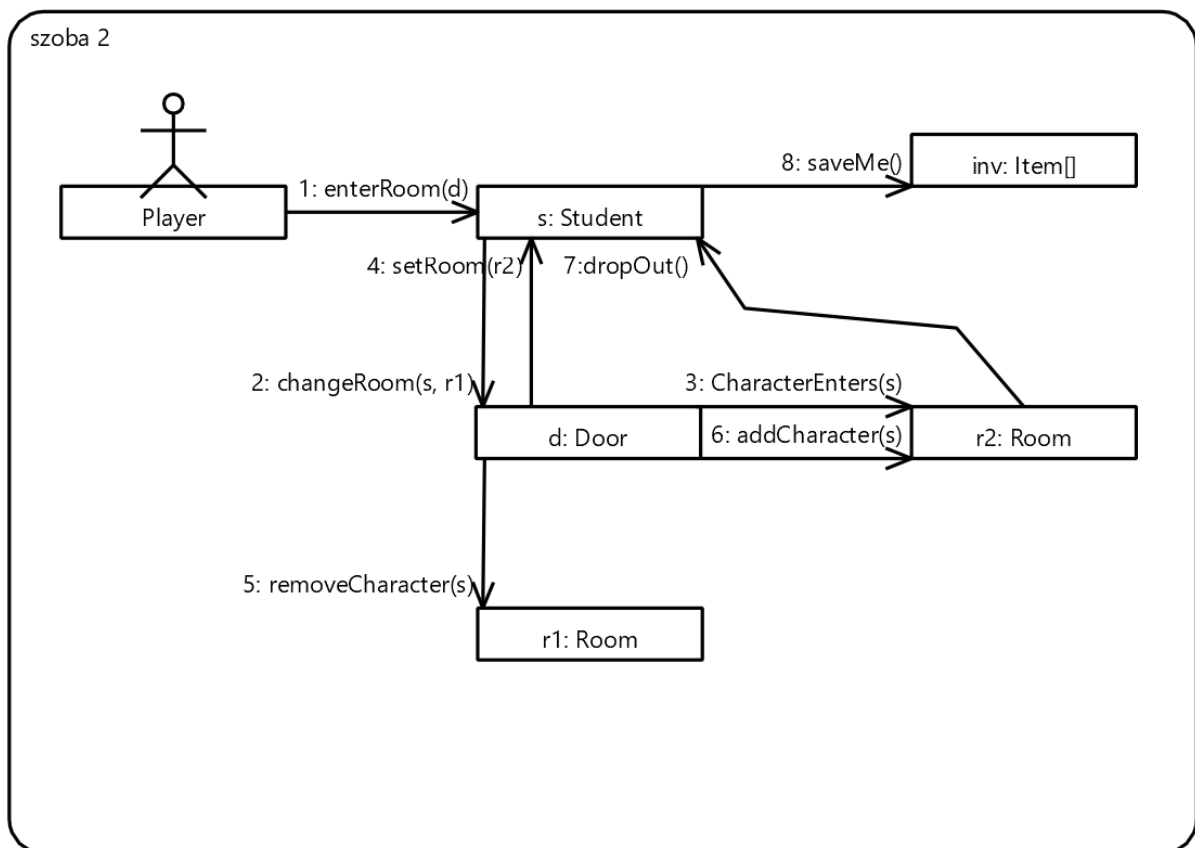 szoba 2
8: saveMe()
inv: Item[]
1: enterRoom(d)
Player
s: Student
4: setRoom(r2)
7:dropOut()
2: changeRoom(s, r1)
3: CharacterEnters(s)
d: Door
6: addCharacter(s)
r2: Room
5: removeCharacter(s)
r1: Room